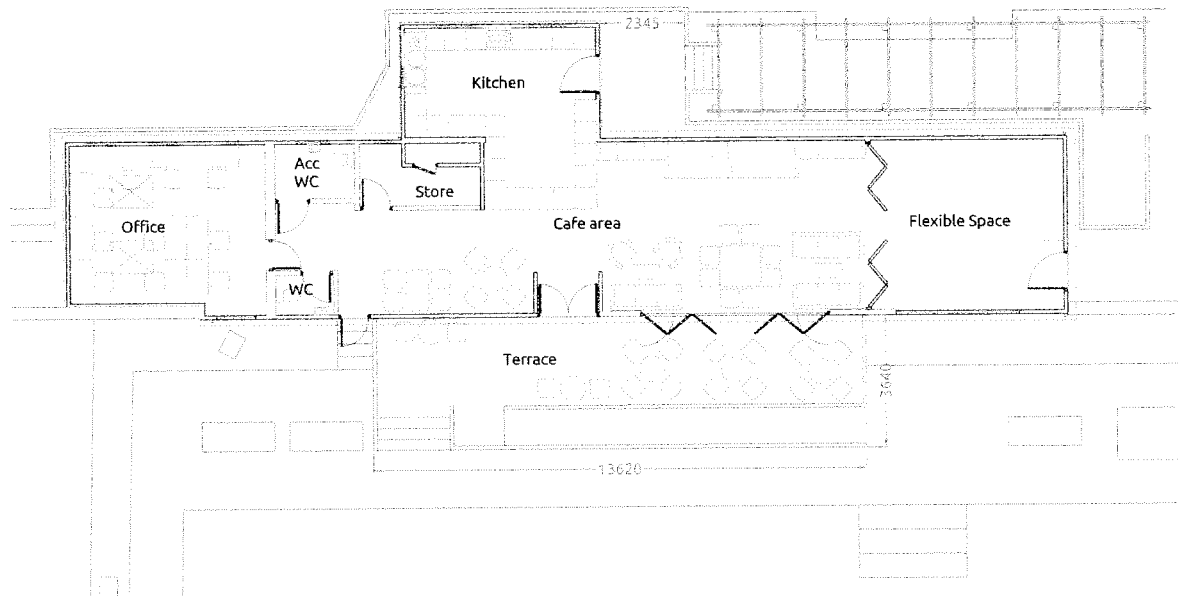 2345
Kitchen
Acc
WC
Store
Office
Cafe area
Flexible Space
WC
Terrace
3640
13620